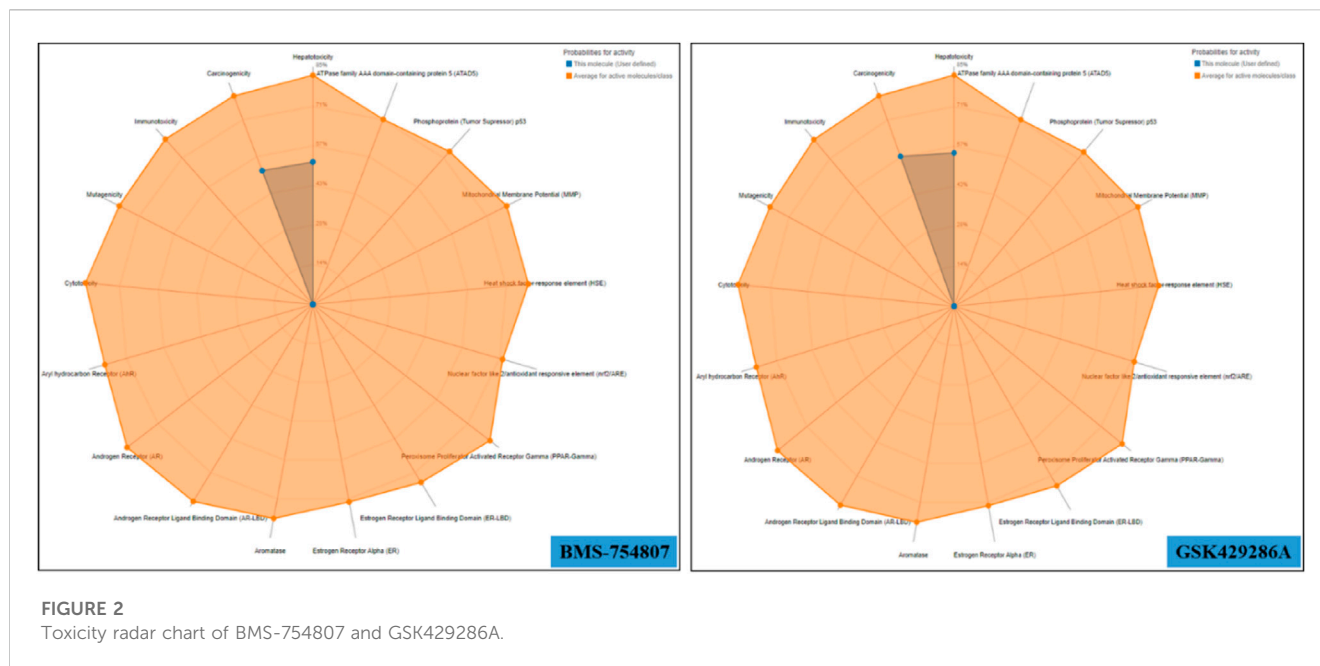 Hepatotoxicity
85%
ATPase family AAA domain-containing protein 5 (ATAD5)
Carcinogenicity
71%
Phosphoprotein (Tumor Supressor) p53
Immunotoxicity
57%
Mutagenicity
Mitochondrial Membrane Potential (MMP)
Cytotoxicity
14%
Heat shock factor response element (HSE)
Aryl hydrocarbon Receptor (AhR)
Nuclear factor like 2/antioxidant responsive element (nrf2/ARE)
Androgen Receptor (AR)
Peroxisome Proliferator Activated Receptor Gamma (PPAR-Gamma)
Androgen Receptor Ligand Binding Domain (AR-LBD)
Estrogen Receptor Ligand Binding Domain (ER-LBD)
Aromatase
Estrogen Receptor Alpha (ER)
Probabilities for activity
This molecule (User defined)
Average for active molecules/class
BMS-754807
Hepatotoxicity
85%
ATPase family AAA domain-containing protein 5 (ATAD5)
Carcinogenicity
71%
Phosphoprotein (Tumor Supressor) p53
Immunotoxicity
57%
Mutagenicity
Mitochondrial Membrane Potential (MMP)
Cytotoxicity
14%
Heat shock factor response element (HSE)
Aryl hydrocarbon Receptor (AhR)
Nuclear factor like 2/antioxidant responsive element (nrf2/ARE)
Androgen Receptor (AR)
Peroxisome Proliferator Activated Receptor Gamma (PPAR-Gamma)
Androgen Receptor Ligand Binding Domain (AR-LBD)
Estrogen Receptor Ligand Binding Domain (ER-LBD)
Aromatase
Estrogen Receptor Alpha (ER)
Probabilities for activity
This molecule (User defined)
Average for active molecules/class
GSK429286A
FIGURE 2
Toxicity radar chart of BMS-754807 and GSK429286A.